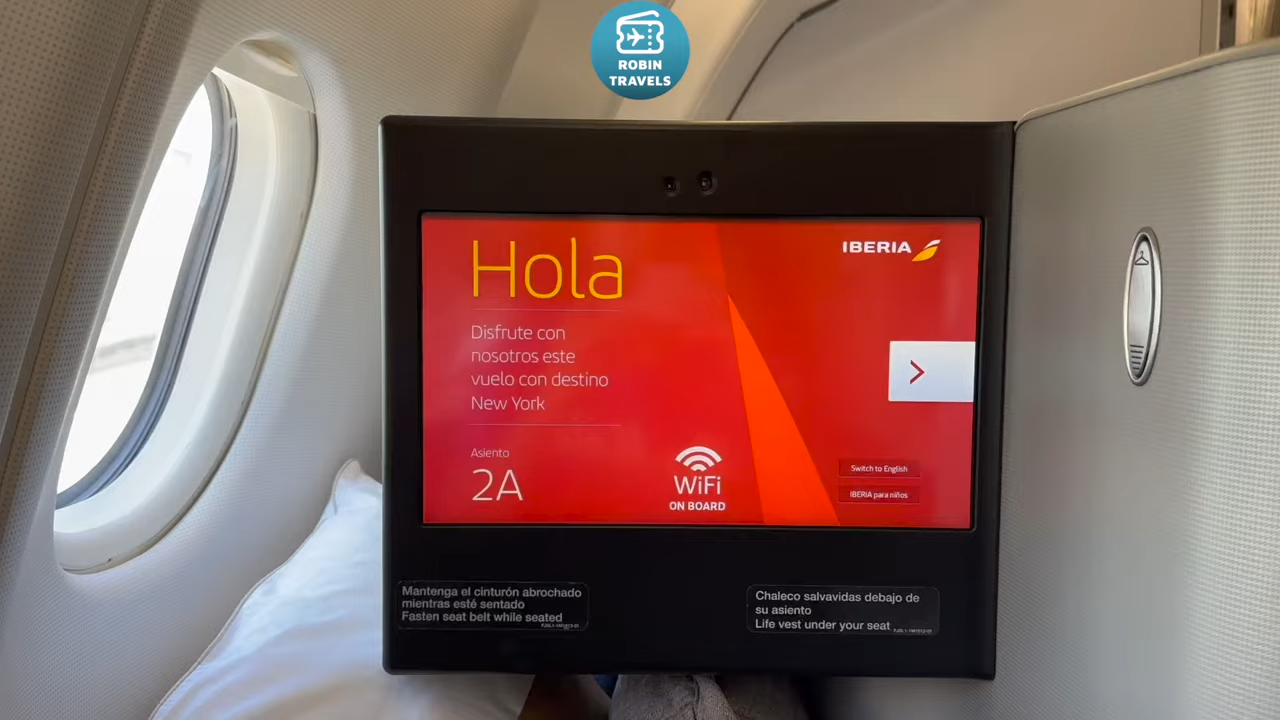 ROBIN
TRAVELS
Hola
IBERIA
Disfrute con
nosotros este
vuelo con destino
New York
Asiento
2A
WiFi
ON BOARD
Switch to English
IBERIA para niños
Mantenga el cinturón abrochado
mientras esté sentado
Fasten seat belt while seated
Chaleco salvavidas debajo de
su asiento
Life vest under your seat